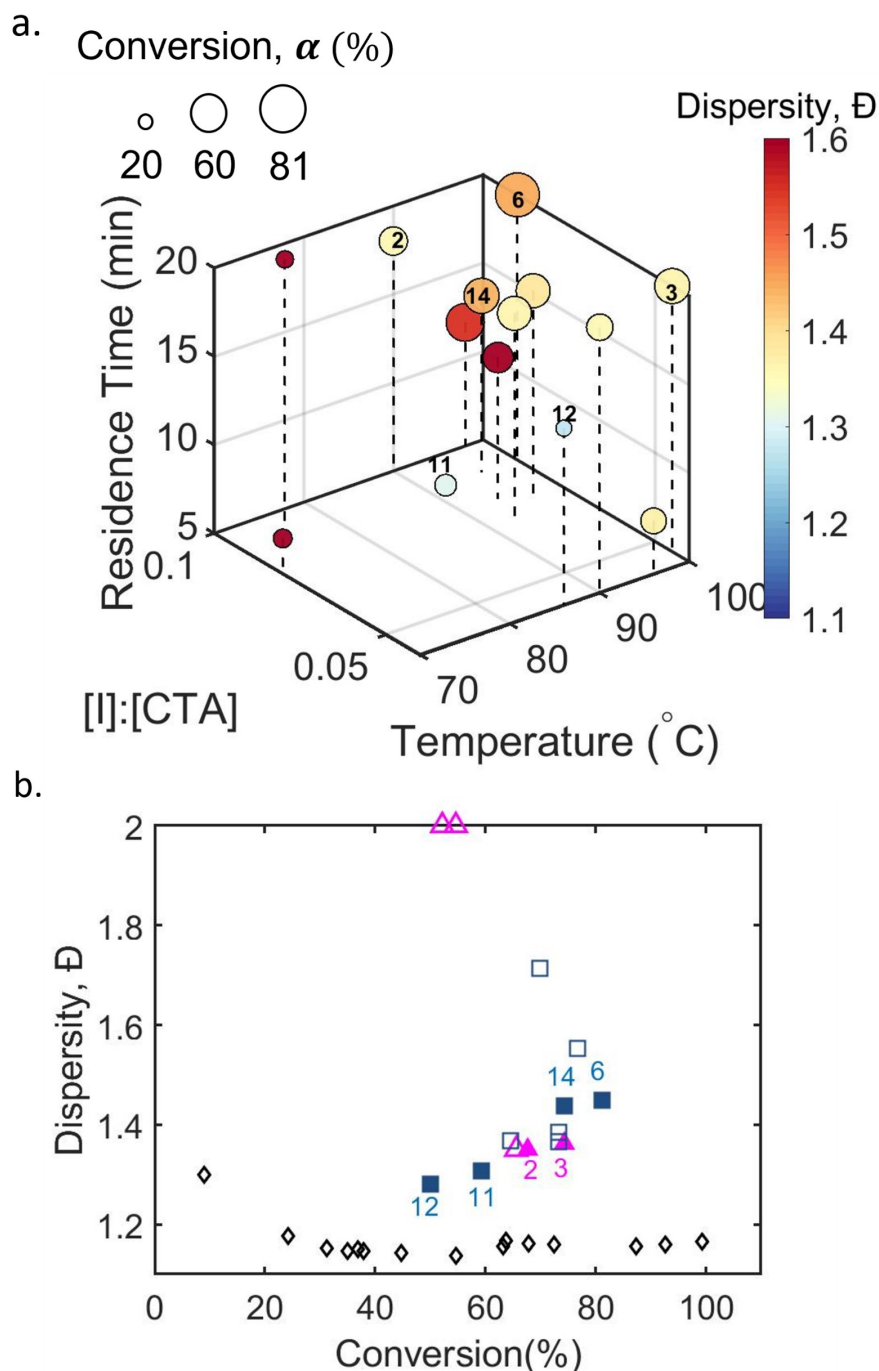 a.
Conversion, α (%)
20 60 81
Dispersity, Đ
1.6
1.5
1.4
1.3
1.2
1.1
Residence Time (min)
20
15
10
5
6
2
14
3
12
11
0.1
0.05
[I]:[CTA]
70
80
90
100
Temperature (°C)
b.
Dispersity, Đ
2
1.8
1.6
1.4
1.2
14 6
2 3
12 11
0 20 40 60 80 100
Conversion(%)